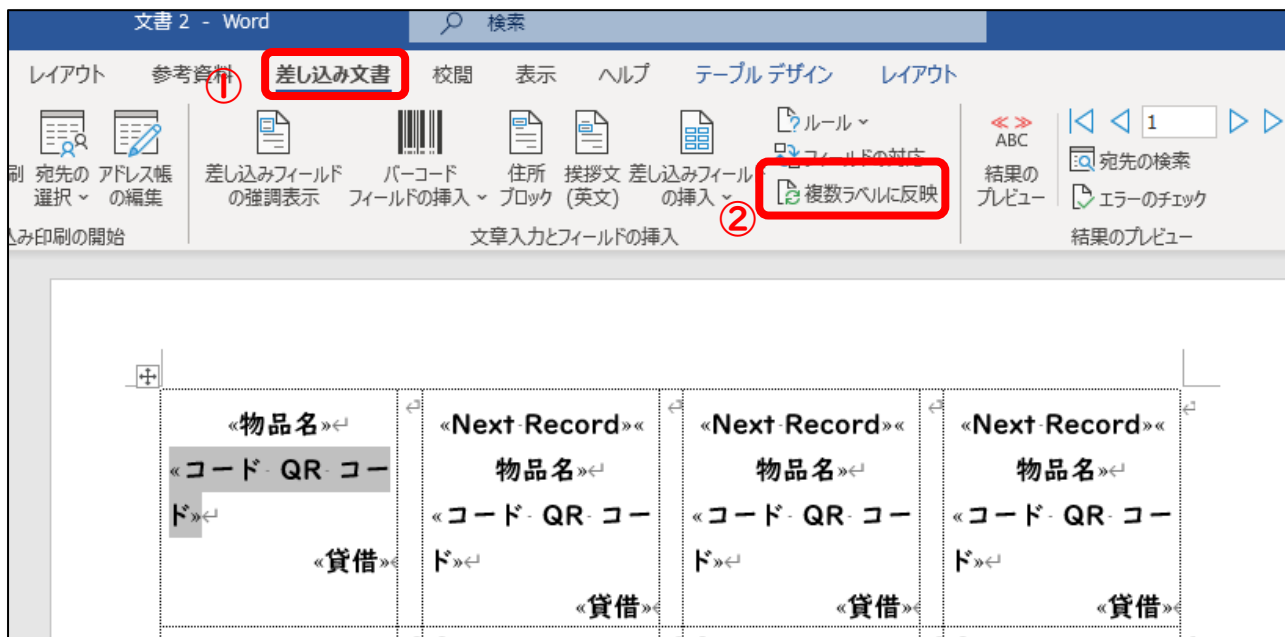 文書 2 - Word 検索
レイアウト 参考資料 差し込み文書 校閲 表示 ヘルプ テーブル デザイン レイアウト
①
刷 宛先の選択 アドレス帳の編集
差し込みフィールドの強調表示 バーコードフィールドの挿入 住所ブロック 挨拶文(英文) 差し込みフィールドの挿入
ルール
フィールドの対応
複数ラベルに反映
②
ABC
結果のプレビュー
1
宛先の検索
エラーのチェック
込み印刷の開始 文章入力とフィールドの挿入 結果のプレビュー
«物品名» «Next Record»« «Next Record»« «Next Record»«
«コード QR コー 物品名» 物品名» 物品名»
ド» «コード QR コー «コード QR コー «コード QR コー
«貸借» ド» ド» ド»
«貸借» «貸借» «貸借»